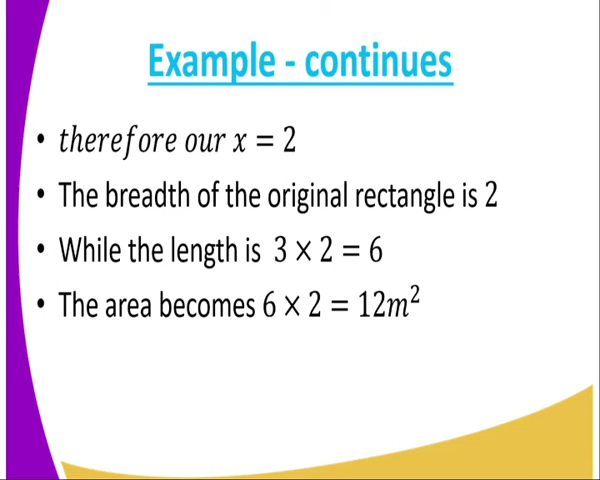 Example - continues
• therefore our x = 2
• The breadth of the original rectangle is 2
• While the length is 3 × 2 = 6
• The area becomes 6 × 2 = 12m²